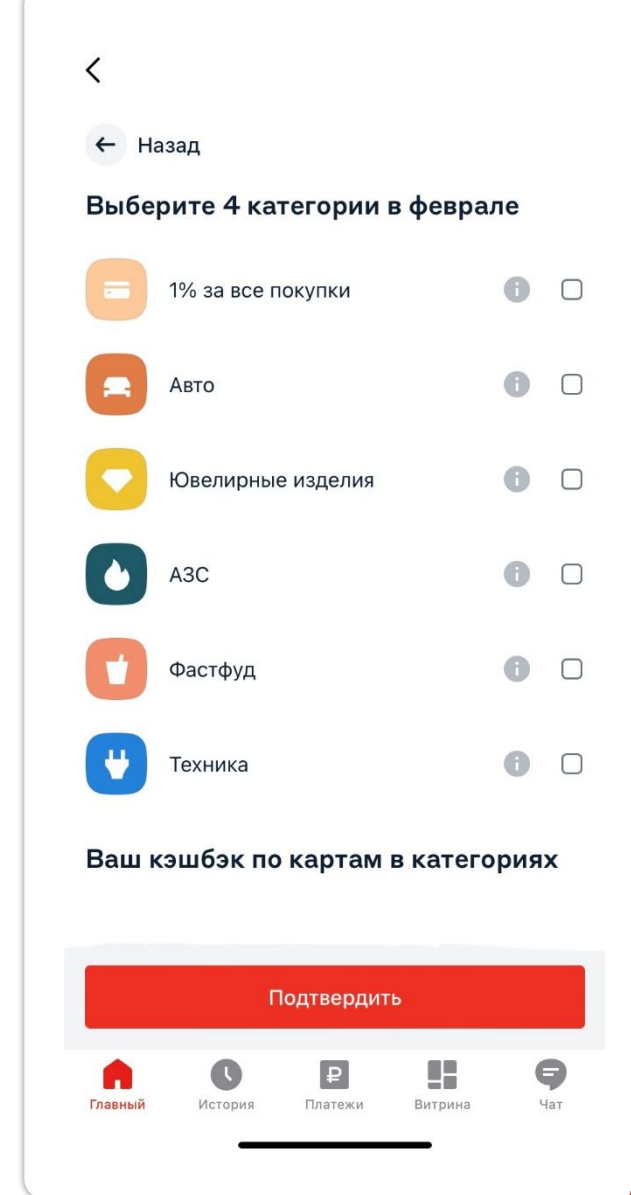 Назад
Выберите 4 категории в феврале
1% за все покупки
Авто
Ювелирные изделия
АЗС
Фастфуд
Техника
Ваш кэшбэк по картам в категориях
Подтвердить
Главный История Платежи Витрина Чат